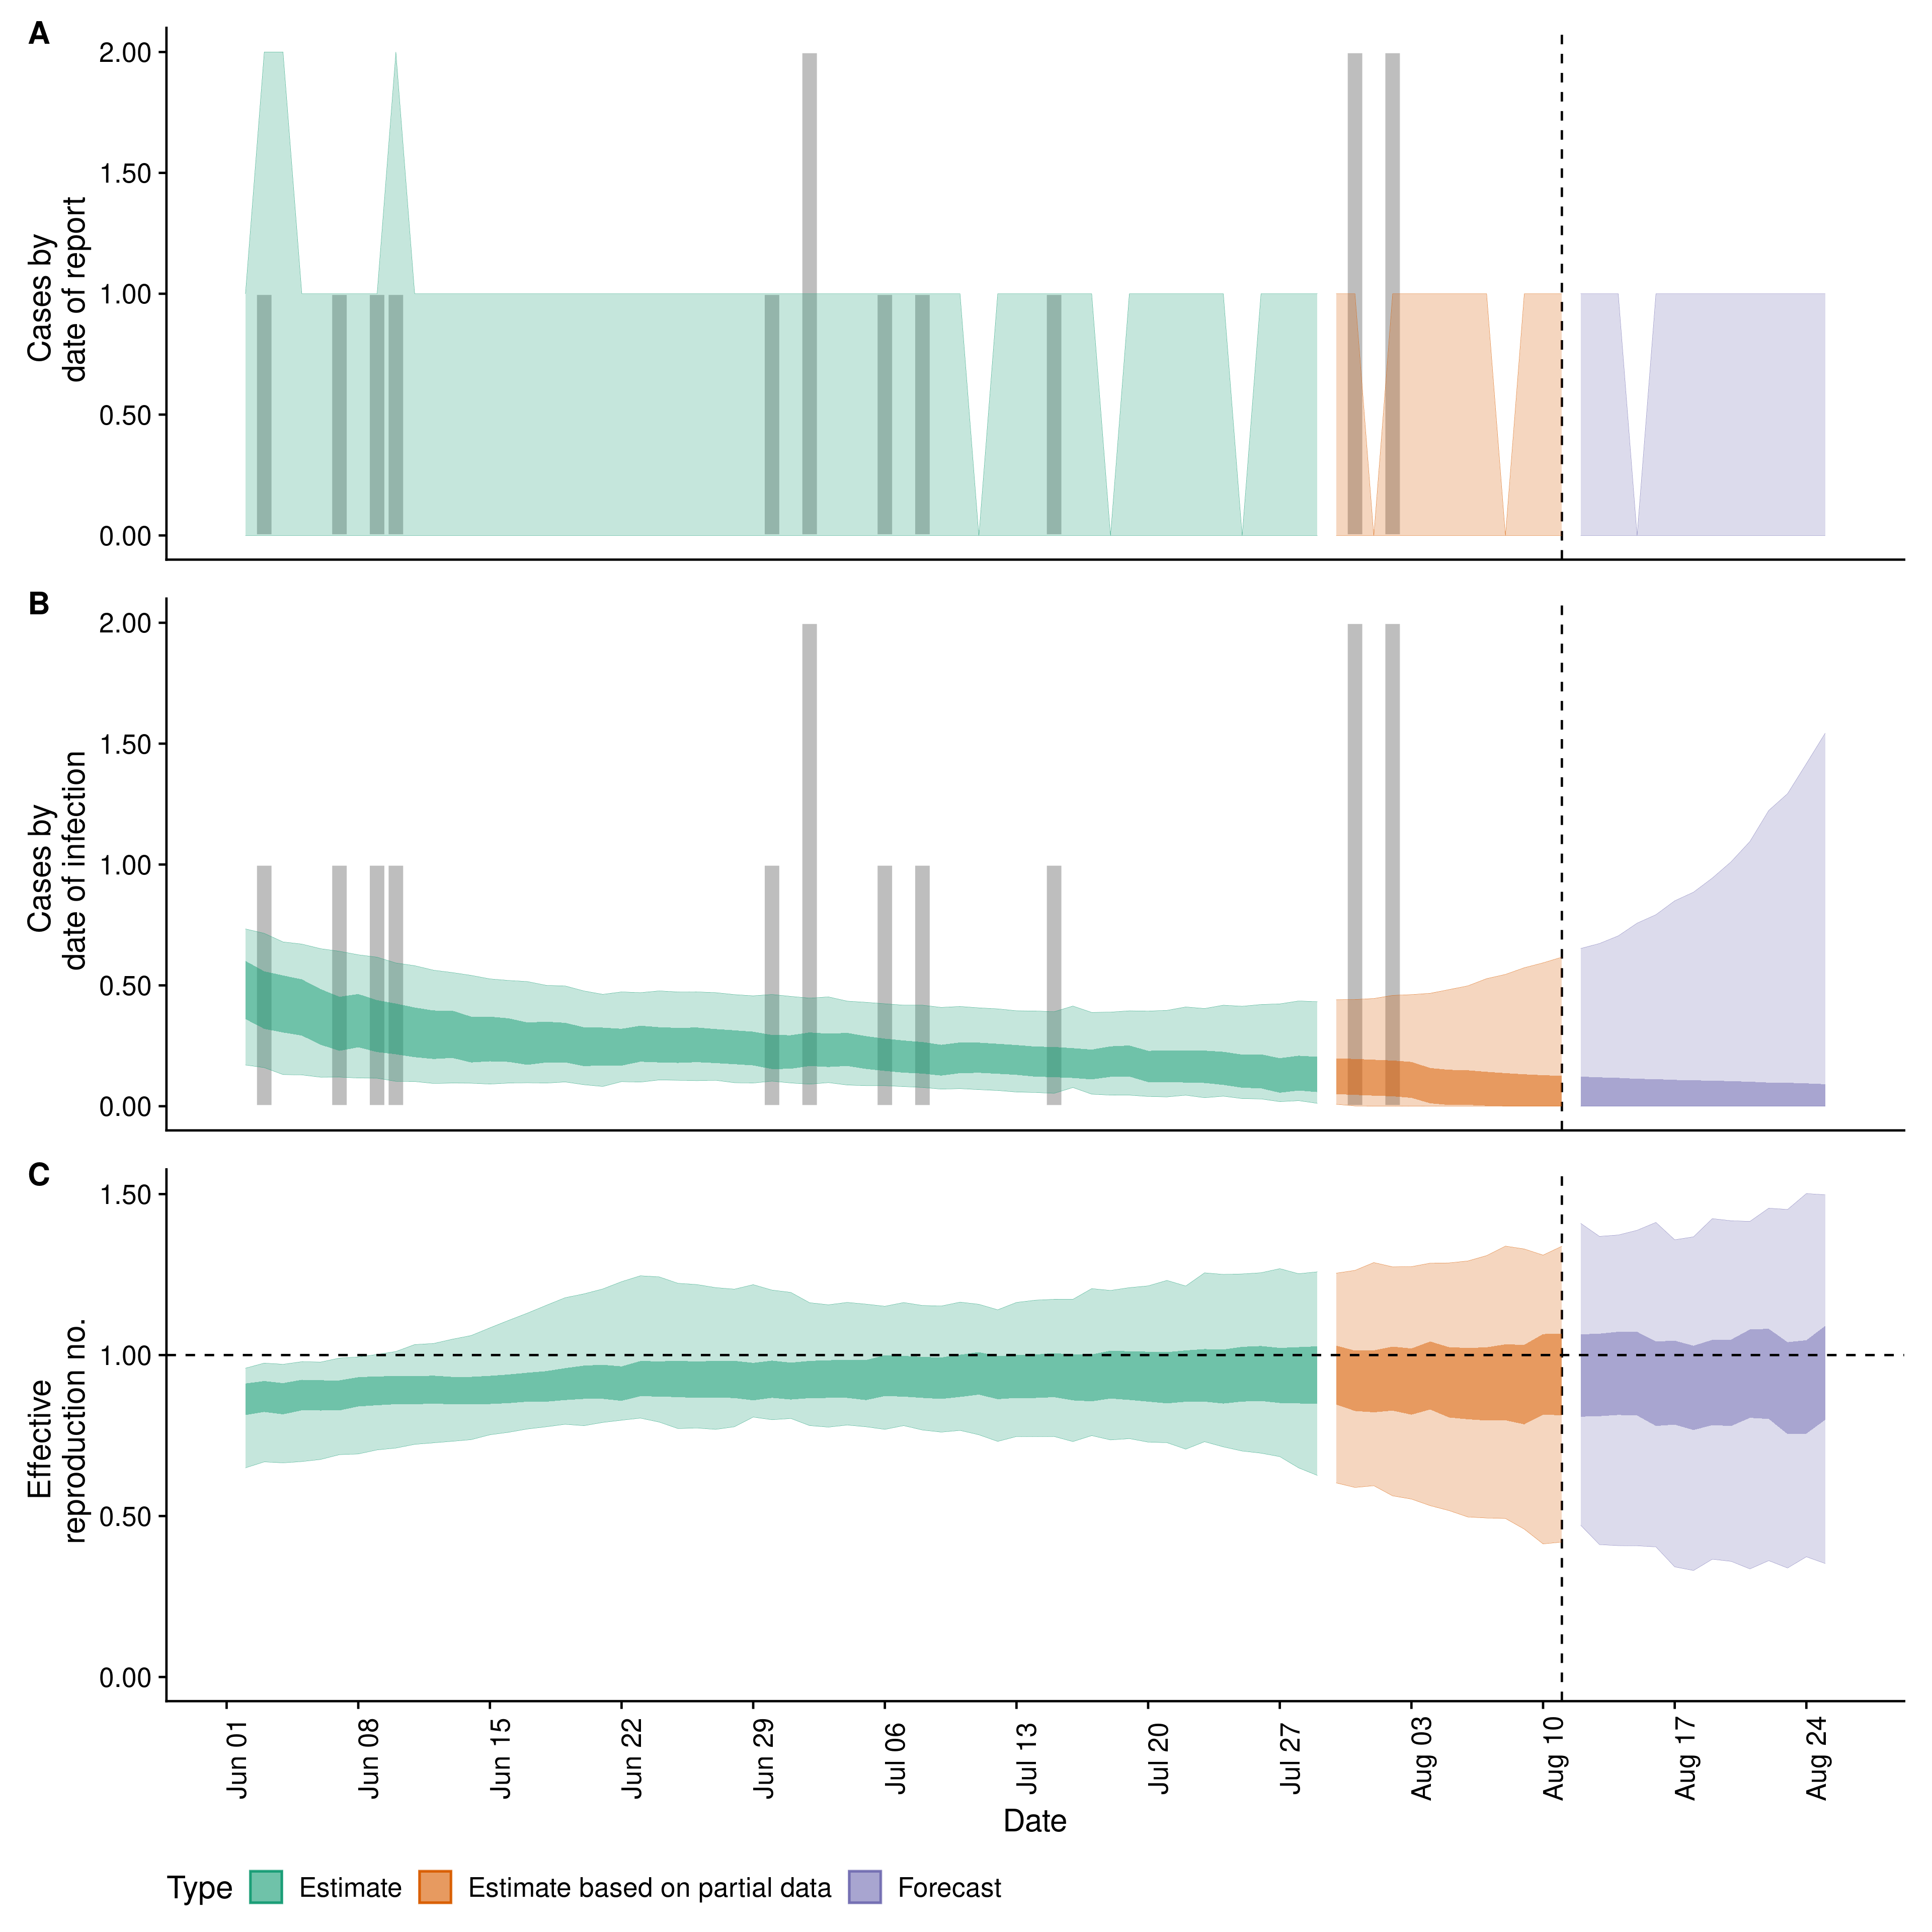 A
Cases by
date of report
2.00
1.50
1.00
0.50
0.00
B
Cases by
date of infection
2.00
1.50
1.00
0.50
0.00
C
Effective
reproduction no.
1.50
1.00
0.50
0.00
Jun 01
Jun 08
Jun 15
Jun 22
Jun 29
Jul 06
Jul 13
Jul 20
Jul 27
Aug 03
Aug 10
Aug 17
Aug 24
Date
Type Estimate Estimate based on partial data Forecast